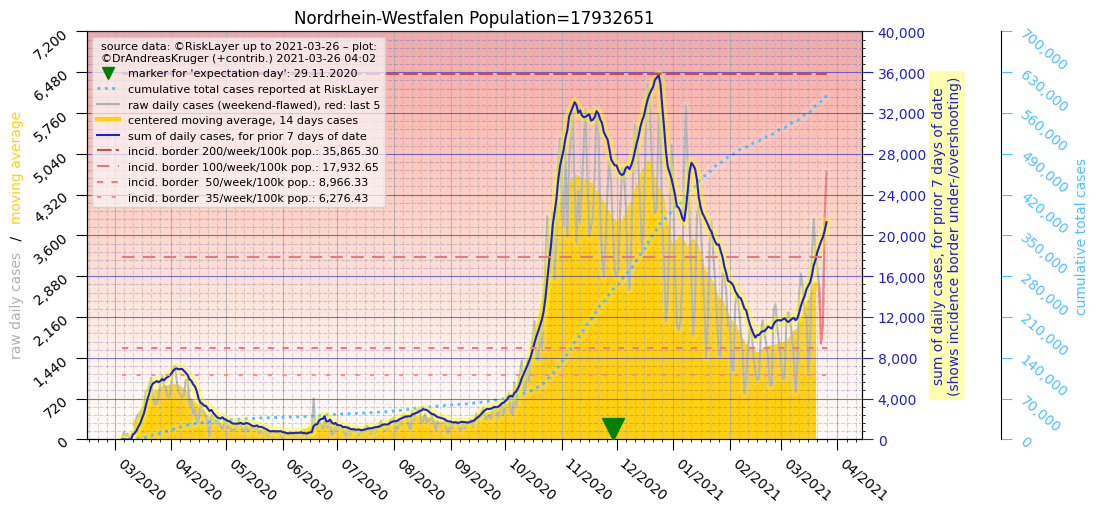 Nordrhein-Westfalen Population=17932651
source data: ©RiskLayer up to 2021-03-26 – plot:
©DrAndreasKruger (+contrib.) 2021-03-26 04:02
marker for 'expectation day': 29.11.2020
cumulative total cases reported at RiskLayer
raw daily cases (weekend-flawed), red: last 5
centered moving average, 14 days cases
sum of daily cases, for prior 7 days of date
incid. border 200/week/100k pop.: 35,865.30
incid. border 100/week/100k pop.: 17,932.65
incid. border  50/week/100k pop.: 8,966.33
incid. border  35/week/100k pop.: 6,276.43
raw daily cases / moving average
7,200
6,480
5,760
5,040
4,320
3,600
2,880
2,160
1,440
720
0
03/2020
04/2020
05/2020
06/2020
07/2020
08/2020
09/2020
10/2020
11/2020
12/2020
01/2021
02/2021
03/2021
04/2021
40,000
36,000
32,000
28,000
24,000
20,000
16,000
12,000
8,000
4,000
0
sum of daily cases, for prior 7 days of date
(shows incidence border under-/overshooting)
700,000
630,000
560,000
490,000
420,000
350,000
280,000
210,000
140,000
70,000
0
cumulative total cases